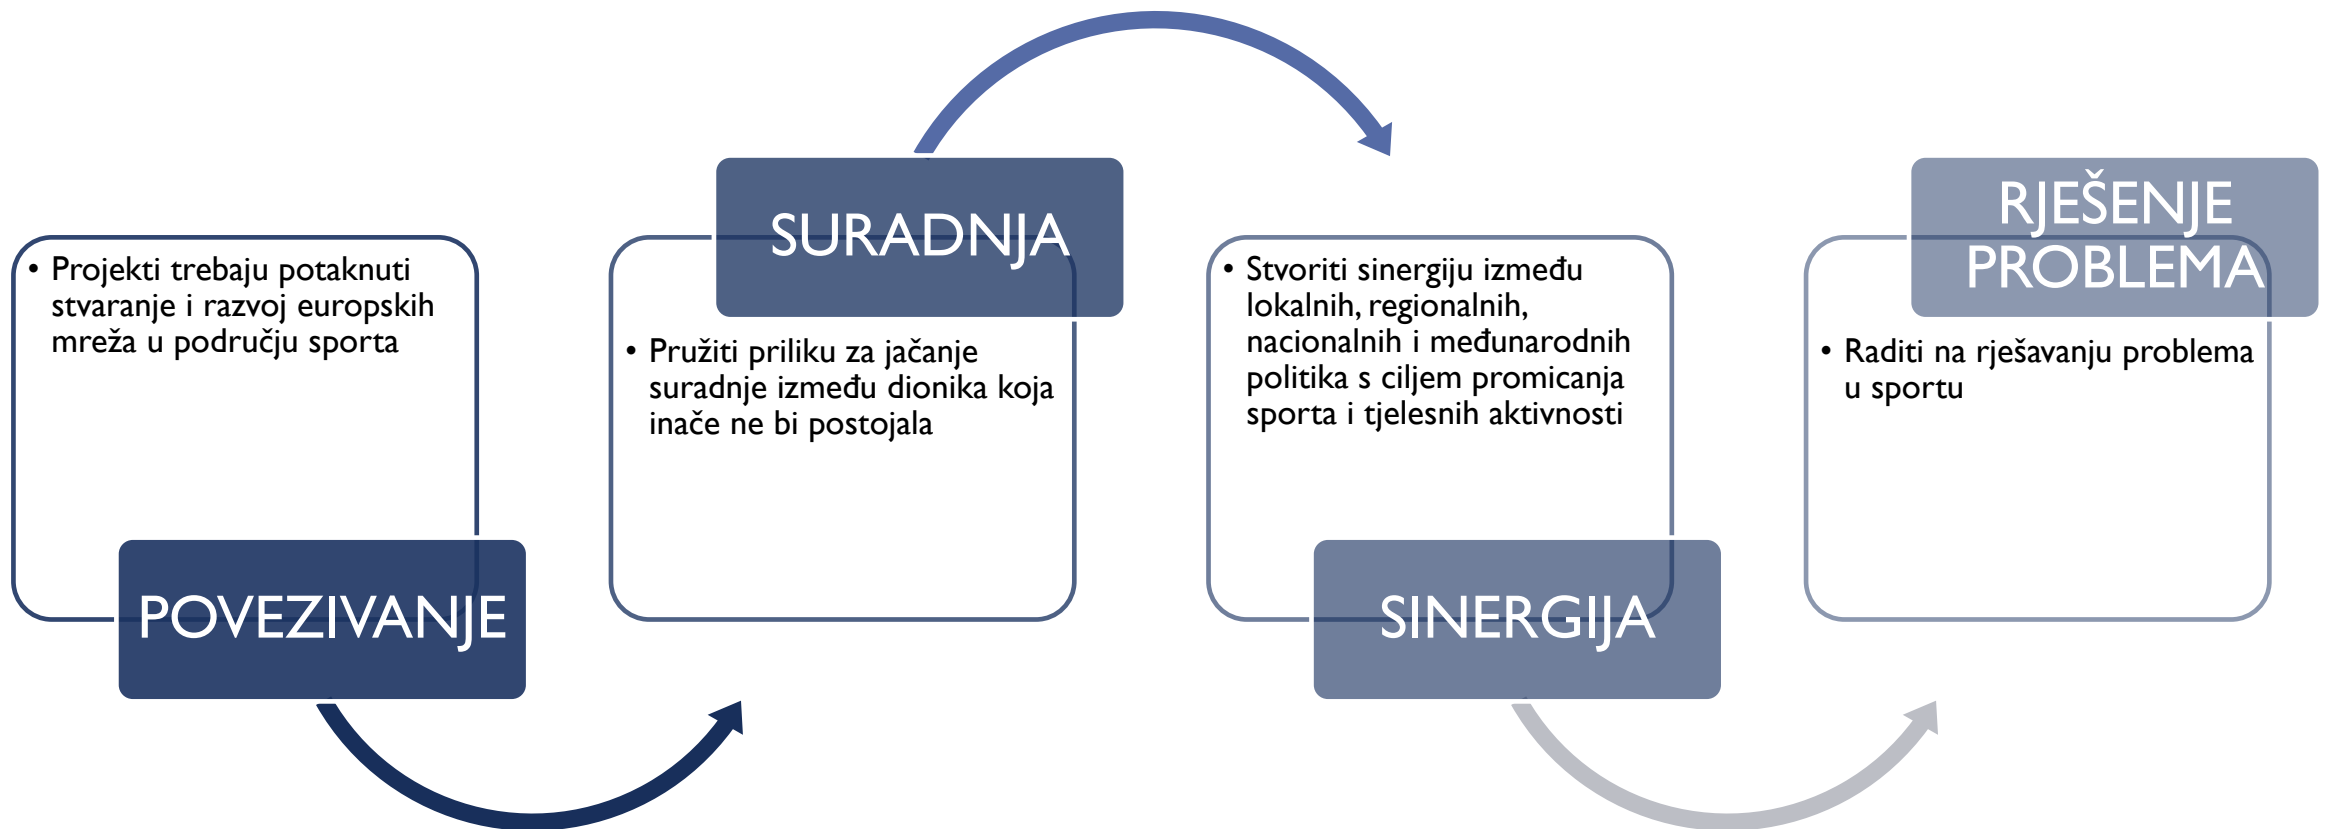 • Projekti trebaju potaknuti
stvaranje i razvoj europskih
mreža u području sporta
POVEZIVANJE
SURADNJA
• Pružiti priliku za jačanje
suradnje između dionika koja
inače ne bi postojala
• Stvoriti sinergiju između
lokalnih, regionalnih,
nacionalnih i međunarodnih
politika s ciljem promicanja
sporta i tjelesnih aktivnosti
SINERGIJA
RJEŠENJE
PROBLEMA
• Raditi na rješavanju problema
u sportu